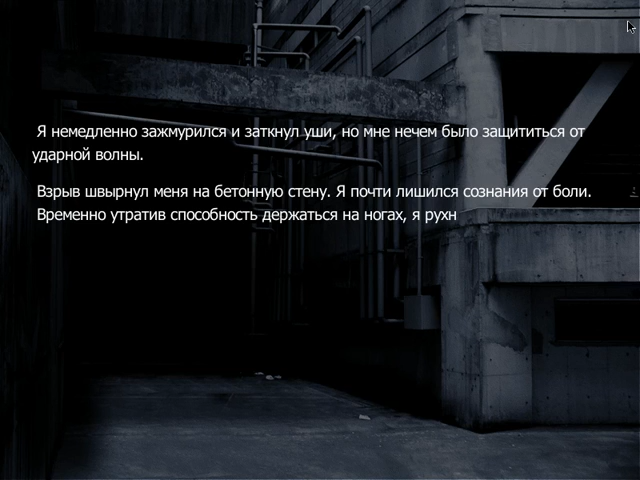 Я немедленно зажмурился и заткнул уши, но мне нечем было защититься от
ударной волны.
Взрыв швырнул меня на бетонную стену. Я почти лишился сознания от боли.
Временно утратив способность держаться на ногах, я рухн